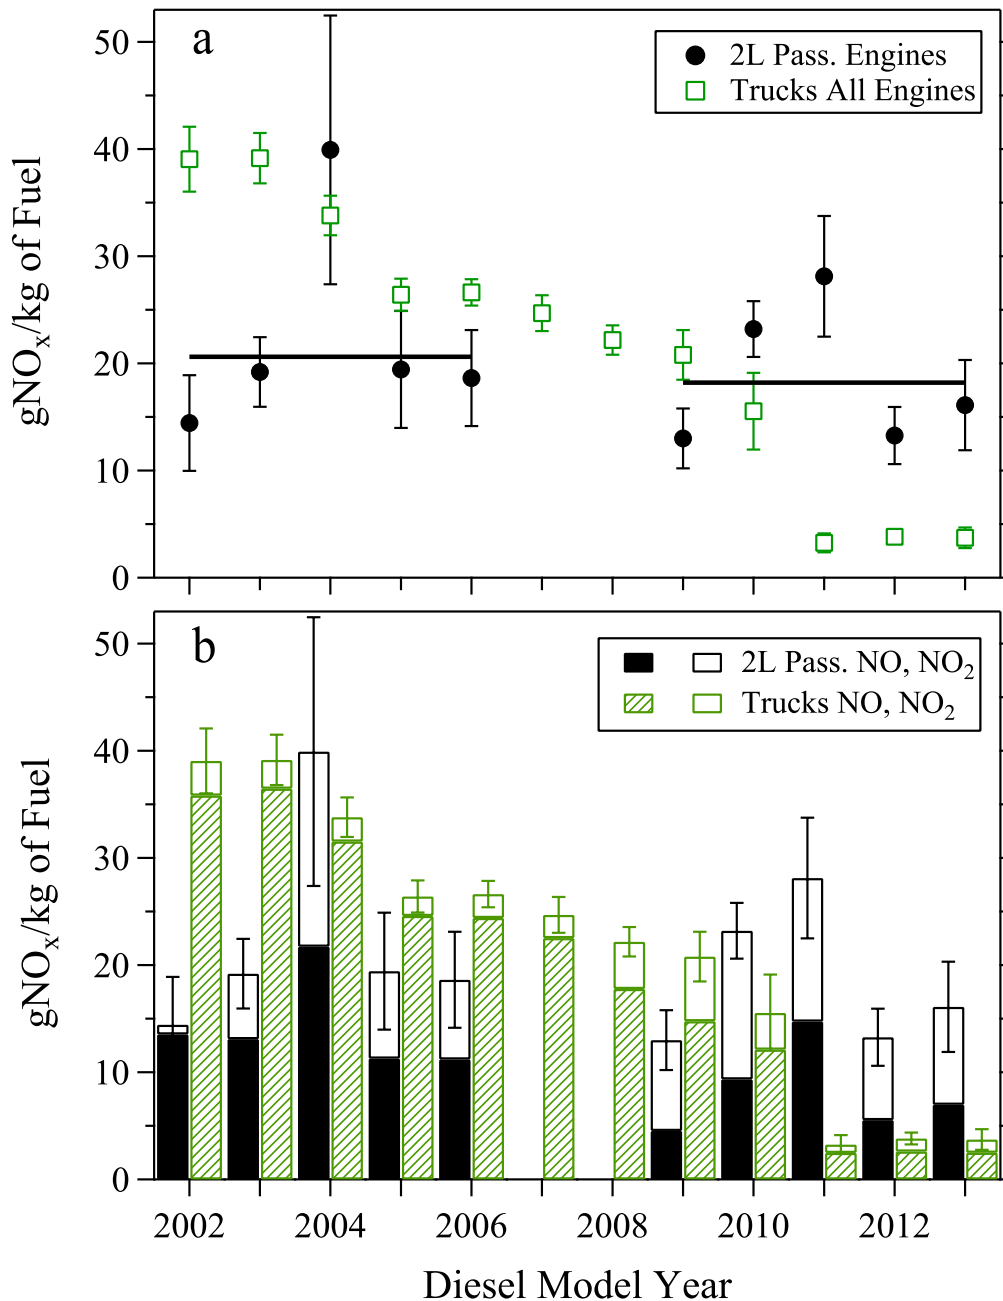 a
2L Pass. Engines
Trucks All Engines
50
40
30
20
10
0
gNOₓ/kg of Fuel
b
2L Pass. NO, NO₂
Trucks NO, NO₂
50
40
30
20
10
0
gNOₓ/kg of Fuel
2002 2004 2006 2008 2010 2012
Diesel Model Year